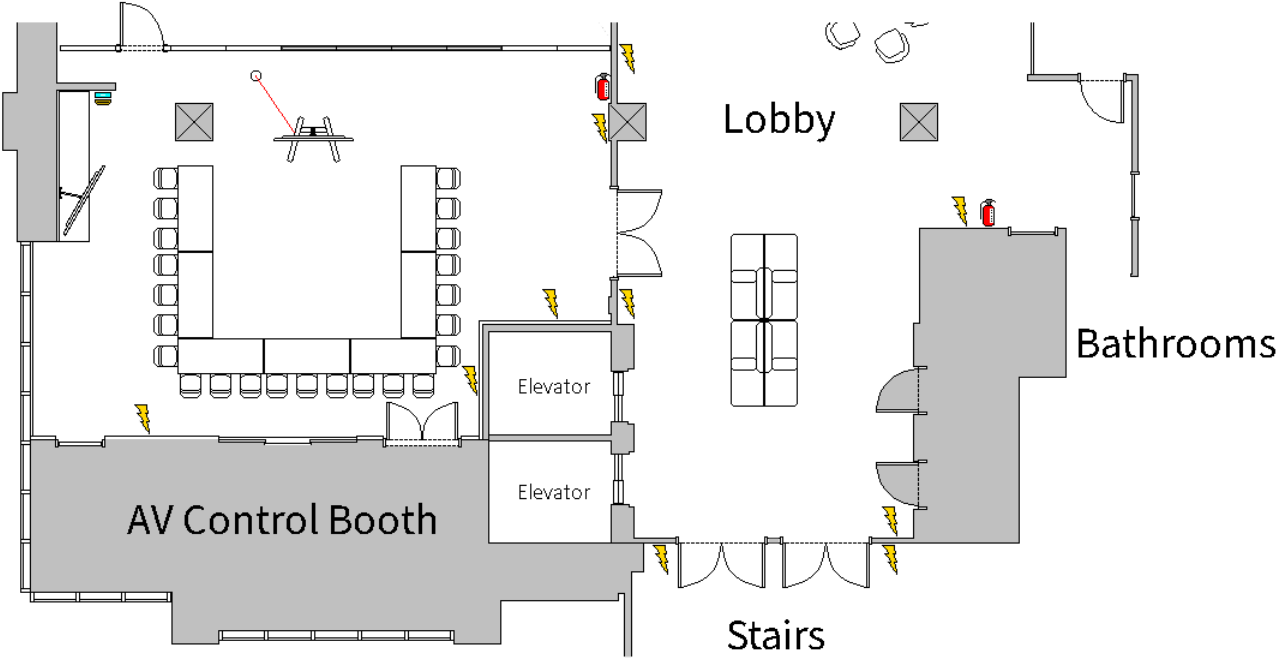 Lobby
Bathrooms
Elevator
Elevator
AV Control Booth
Stairs